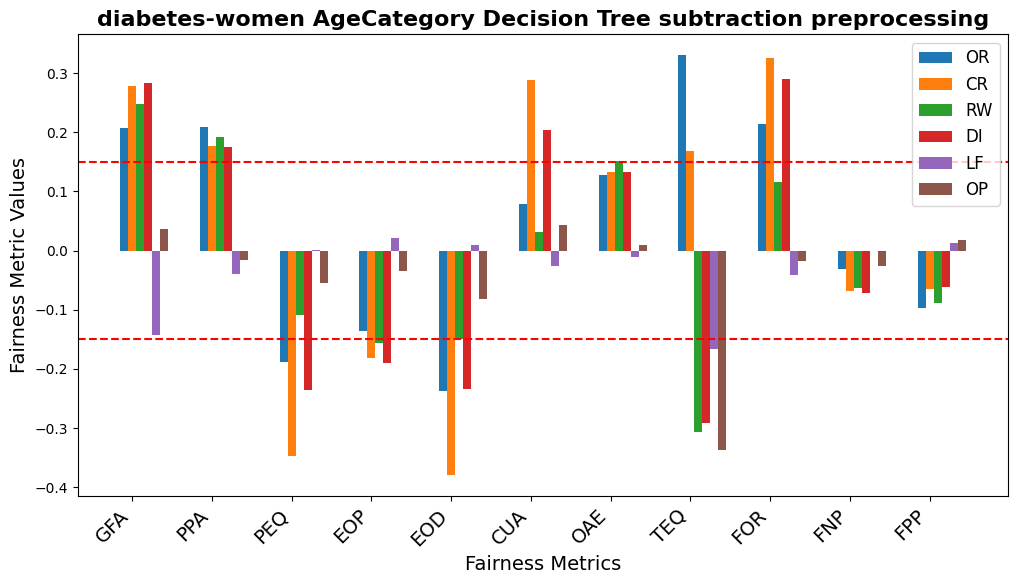 diabetes-women AgeCategory Decision Tree subtraction preprocessing
Fairness Metric Values
0.3
0.2
0.1
0.0
−0.1
−0.2
−0.3
−0.4
OR
CR
RW
DI
LF
OP
GFA
PPA
PEQ
EOP
EOD
CUA
OAE
TEQ
FOR
FNP
FPP
Fairness Metrics